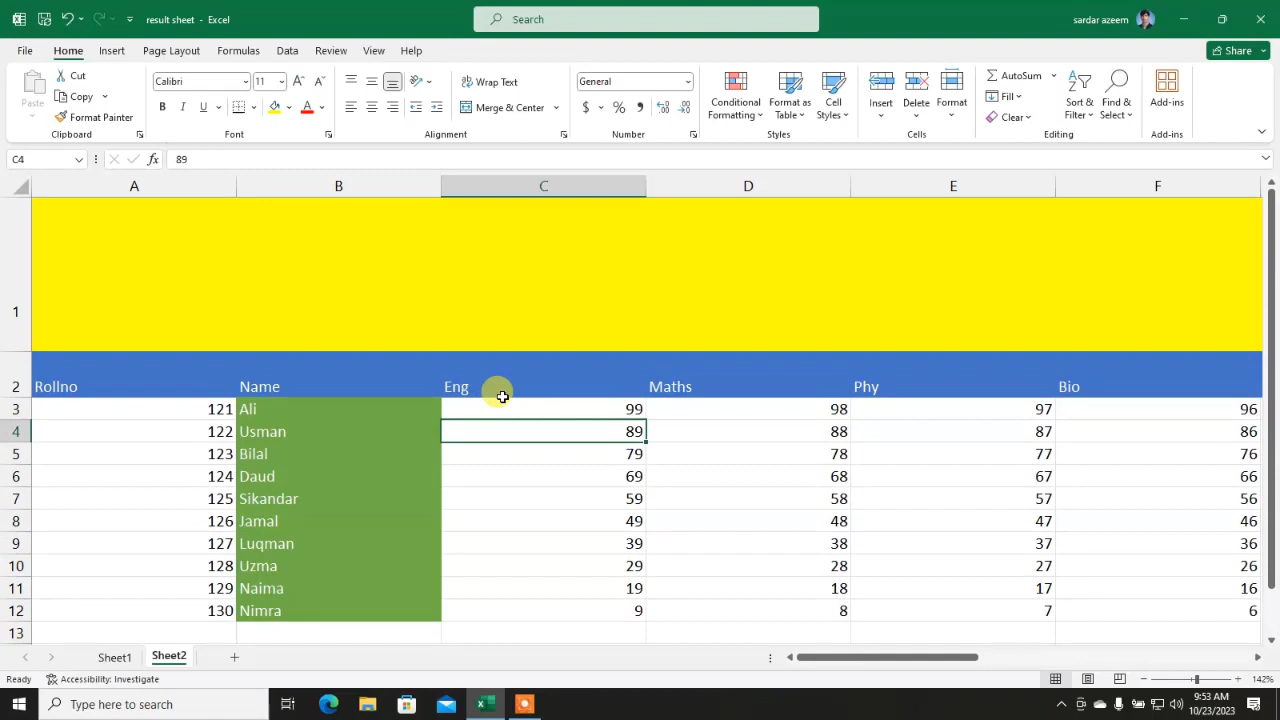 result sheet - Excel
Search
sardar azeem
File Home Insert Page Layout Formulas Data Review View Help
Share
Paste
Cut
Copy
Format Painter
Clipboard
Calibri 11
Font
Wrap Text
Merge & Center
Alignment
General
Number
Conditional Formatting
Format as Table
Cell Styles
Styles
Insert Delete Format
Cells
AutoSum
Fill
Clear
Sort & Filter
Find & Select
Editing
Add-ins
Add-ins
C4 fx 89
A B C D E F
1
2 Rollno Name Eng Maths Phy Bio
3 121 Ali 99 98 97 96
4 122 Usman 89 88 87 86
5 123 Bilal 79 78 77 76
6 124 Daud 69 68 67 66
7 125 Sikandar 59 58 57 56
8 126 Jamal 49 48 47 46
9 127 Luqman 39 38 37 36
10 128 Uzma 29 28 27 26
11 129 Naima 19 18 17 16
12 130 Nimra 9 8 7 6
13
Sheet1 Sheet2
Ready Accessibility: Investigate 142%
Type here to search
9:53 AM
10/23/2023